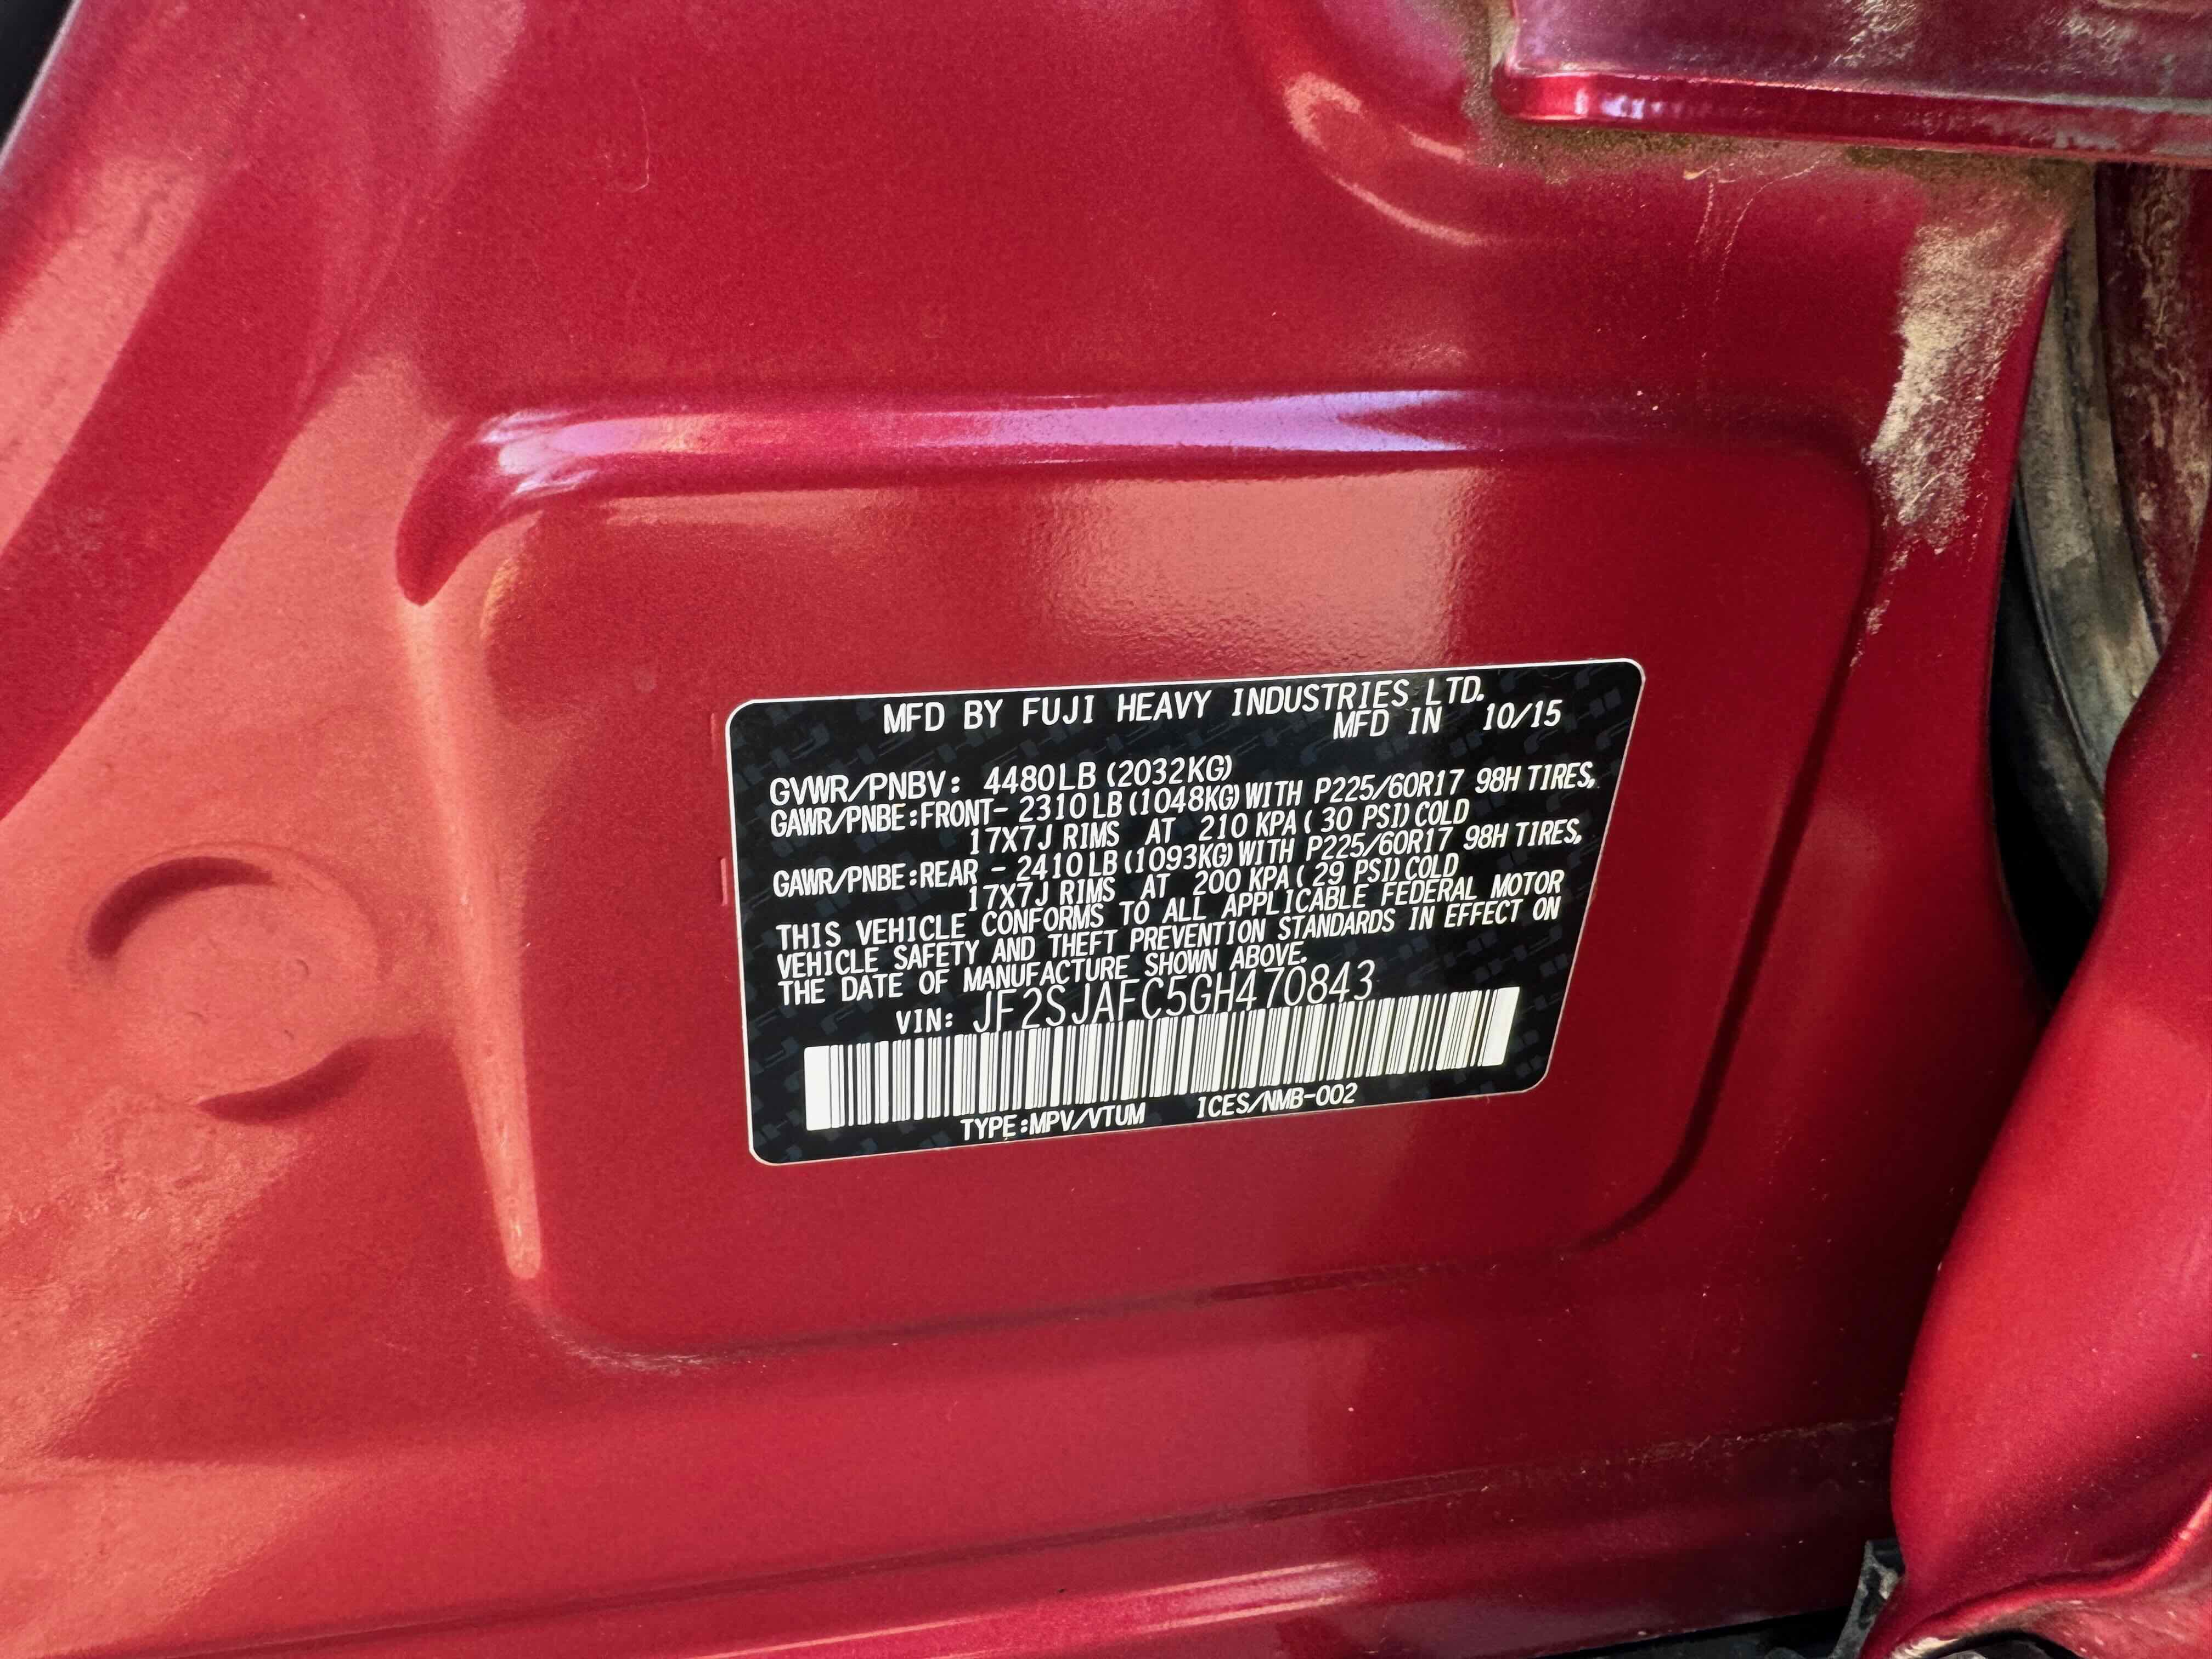 MFD BY FUJI HEAVY INDUSTRIES LTD.
MFD IN 10/15
GVWR/PNBV: 4480LB (2032KG)
GAWR/PNBE:FRONT- 2310LB (1048KG) WITH P225/60R17 98H TIRES,
17X7J RIMS AT 210 KPA ( 30 PSI) COLD
GAWR/PNBE:REAR - 2410LB (1093KG) WITH P225/60R17 98H TIRES,
17X7J RIMS AT 200 KPA ( 29 PSI) COLD
THIS VEHICLE CONFORMS TO ALL APPLICABLE FEDERAL MOTOR
VEHICLE SAFETY AND THEFT PREVENTION STANDARDS IN EFFECT ON
THE DATE OF MANUFACTURE SHOWN ABOVE.
VIN: JF2SJAFC5GH470843
TYPE:MPV/VTUM ICES/NMB-002